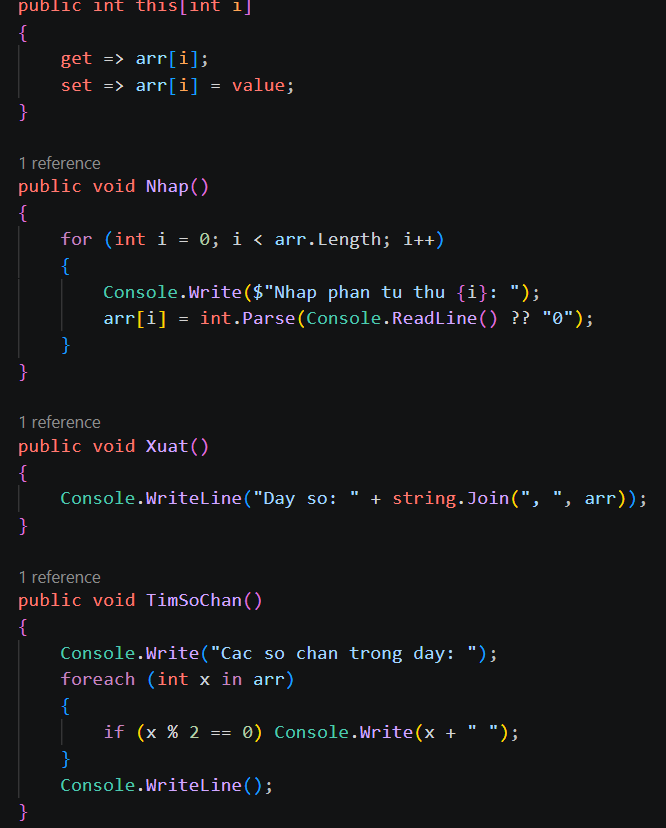 public int this[int i]
{
    get => arr[i];
    set => arr[i] = value;
}
1 reference
public void Nhap()
{
    for (int i = 0; i < arr.Length; i++)
    {
        Console.Write($"Nhap phan tu thu {i}: ");
        arr[i] = int.Parse(Console.ReadLine() ?? "0");
    }
}
1 reference
public void Xuat()
{
    Console.WriteLine("Day so: " + string.Join(", ", arr));
}
1 reference
public void TimSoChan()
{
    Console.Write("Cac so chan trong day: ");
    foreach (int x in arr)
    {
        if (x % 2 == 0) Console.Write(x + " ");
    }
    Console.WriteLine();
}